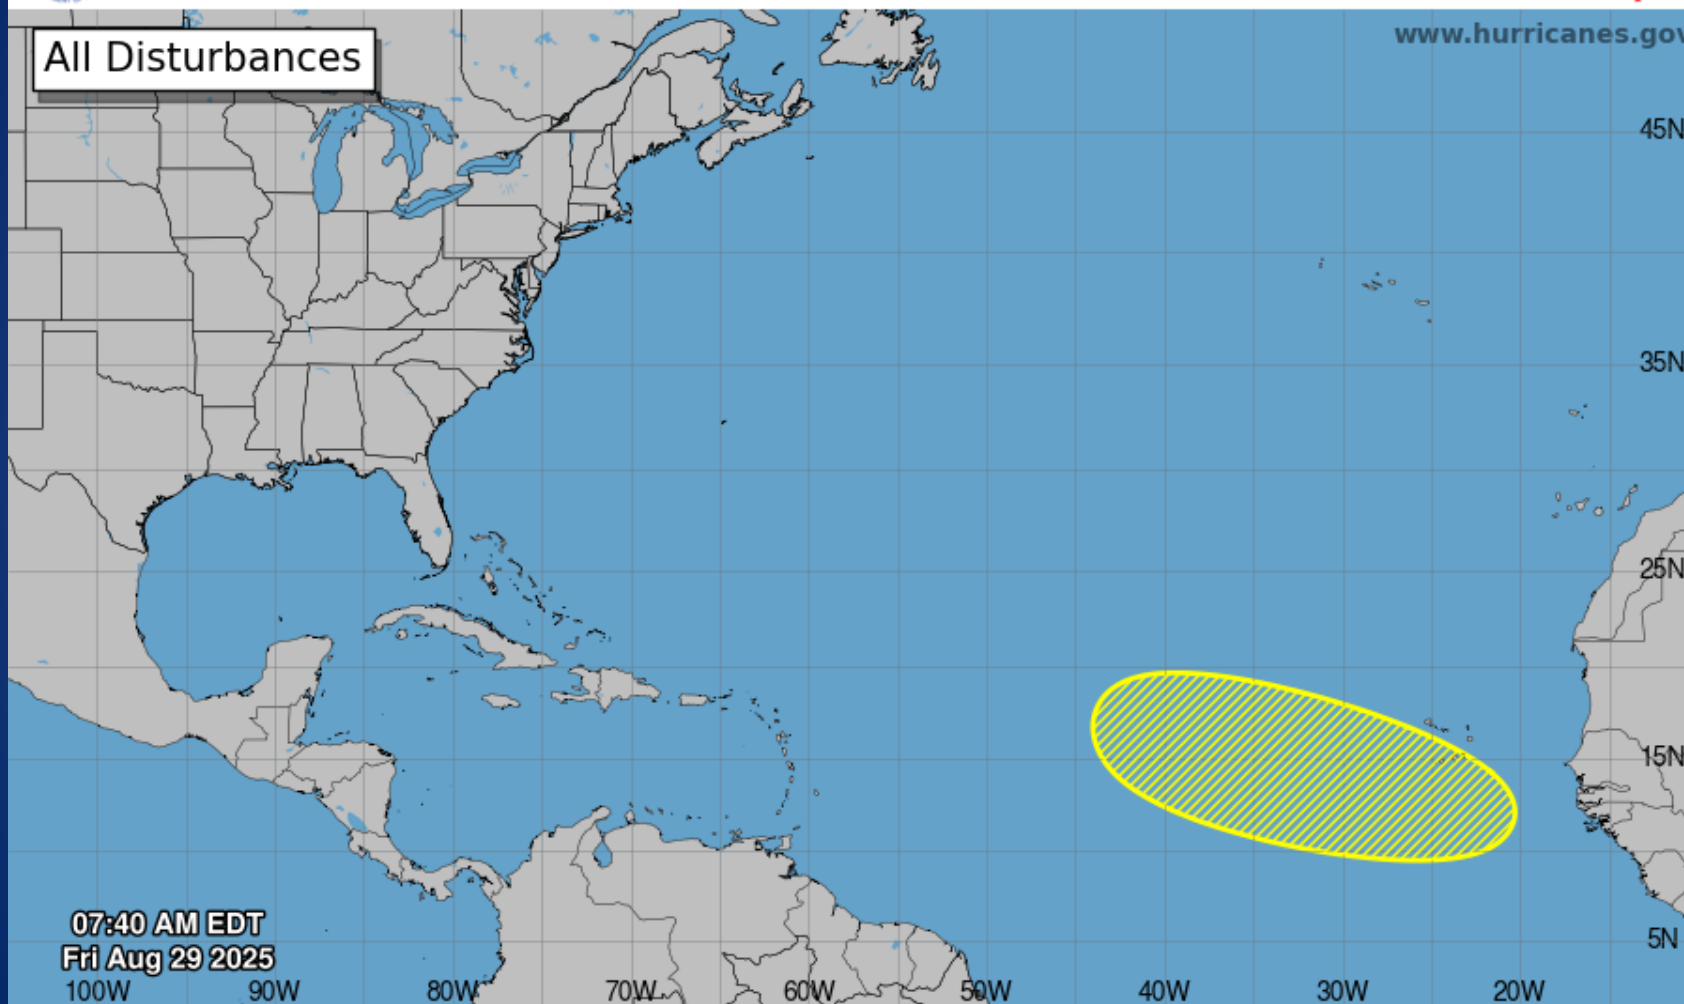 All Disturbances
www.hurricanes.gov
45N
35N
25N
15N
5N
07:40 AM EDT
Fri Aug 29 2025
100W 90W 80W 70W 60W 50W 40W 30W 20W